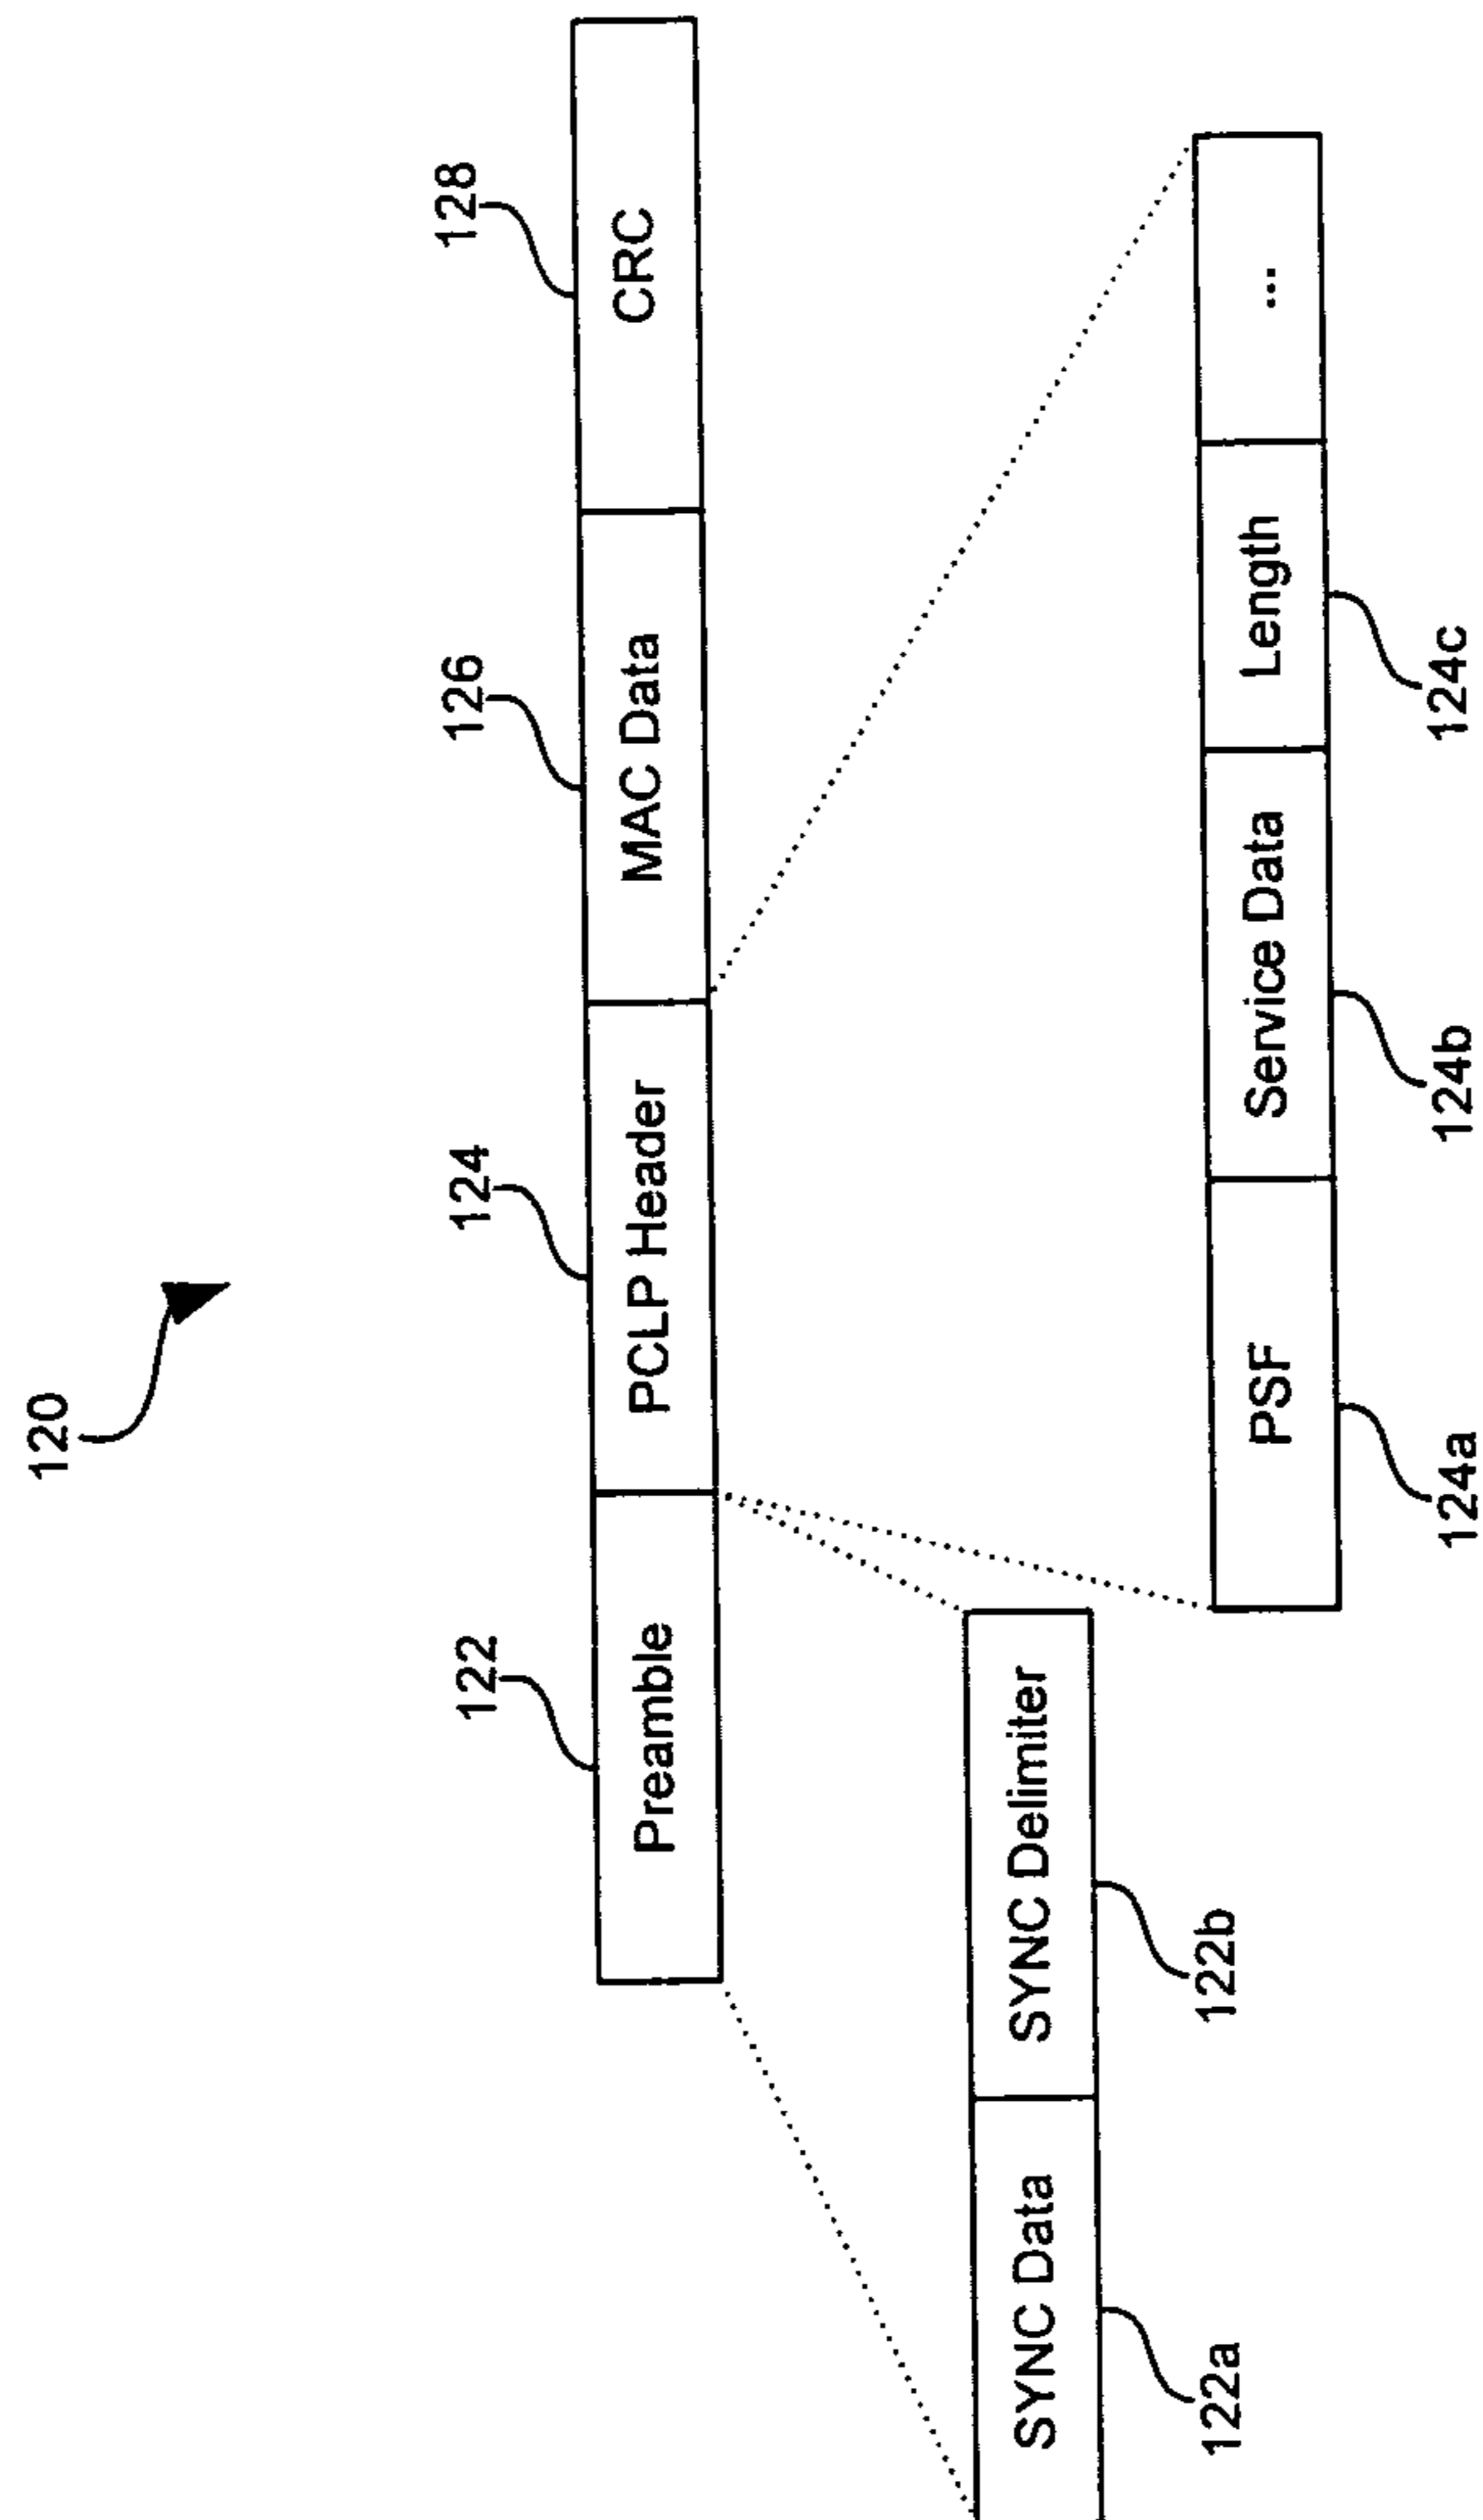 120
122
124
126
128
Preamble
PCLP Header
MAC Data
CRC
SYNC Data
SYNC Delimiter
122a
122b
PSF
Service Data
Length
...
124a
124b
124c